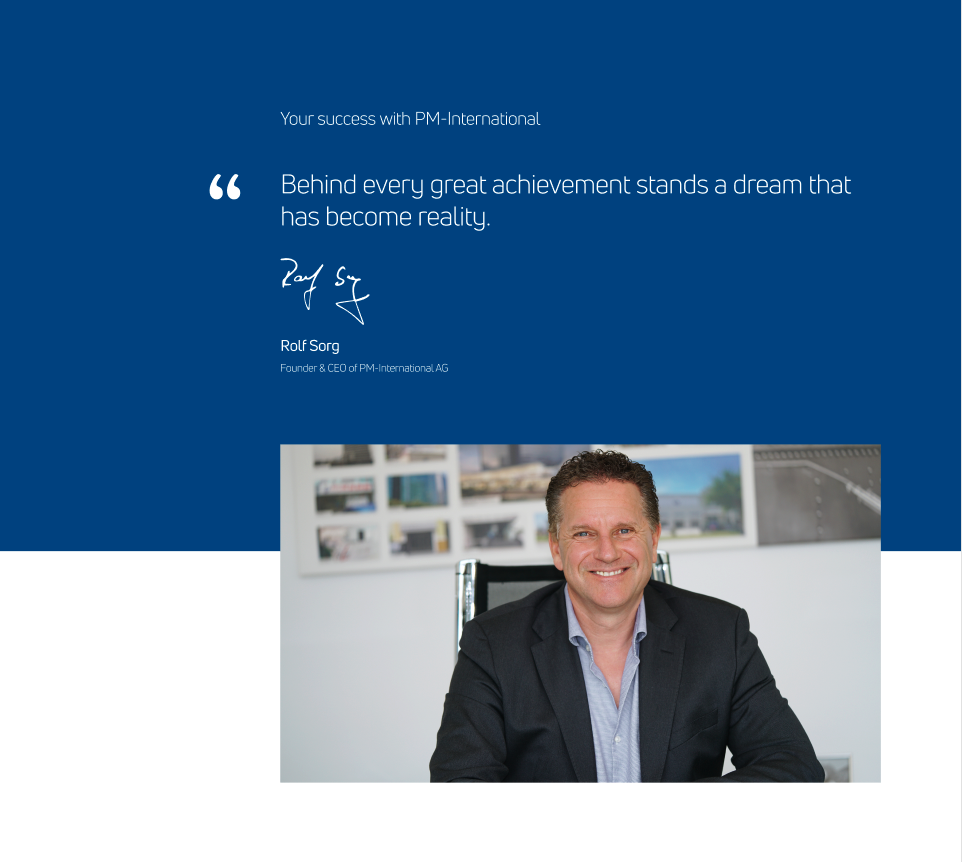 Your success with PM-International
“
Behind every great achievement stands a dream that
has become reality.
Rolf Sorg
Rolf Sorg
Founder & CEO of PM-International AG